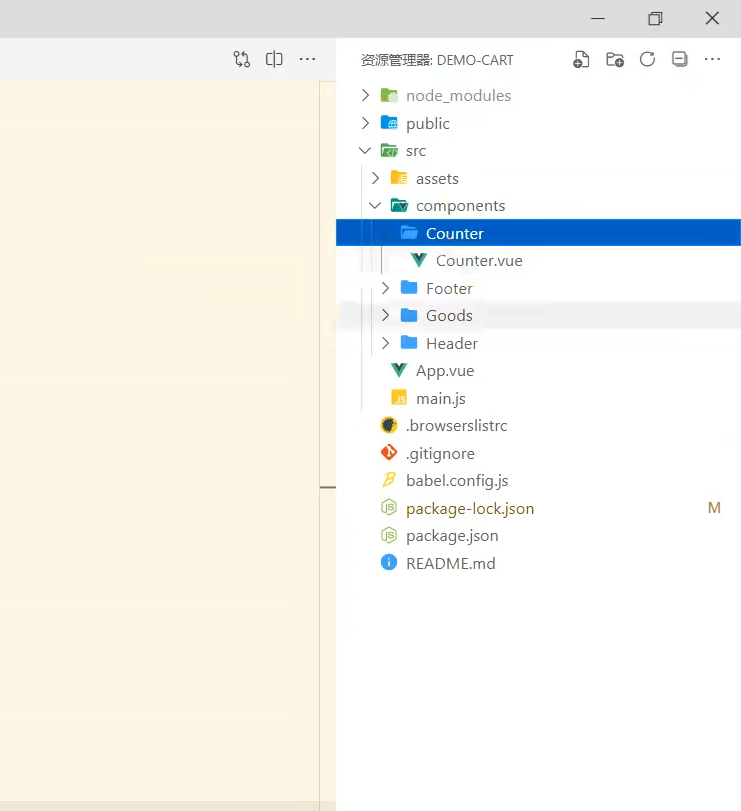 资源管理器: DEMO-CART
node_modules
public
src
assets
components
Counter
Counter.vue
Footer
Goods
Header
App.vue
main.js
.browserslistrc
.gitignore
babel.config.js
package-lock.json M
package.json
README.md